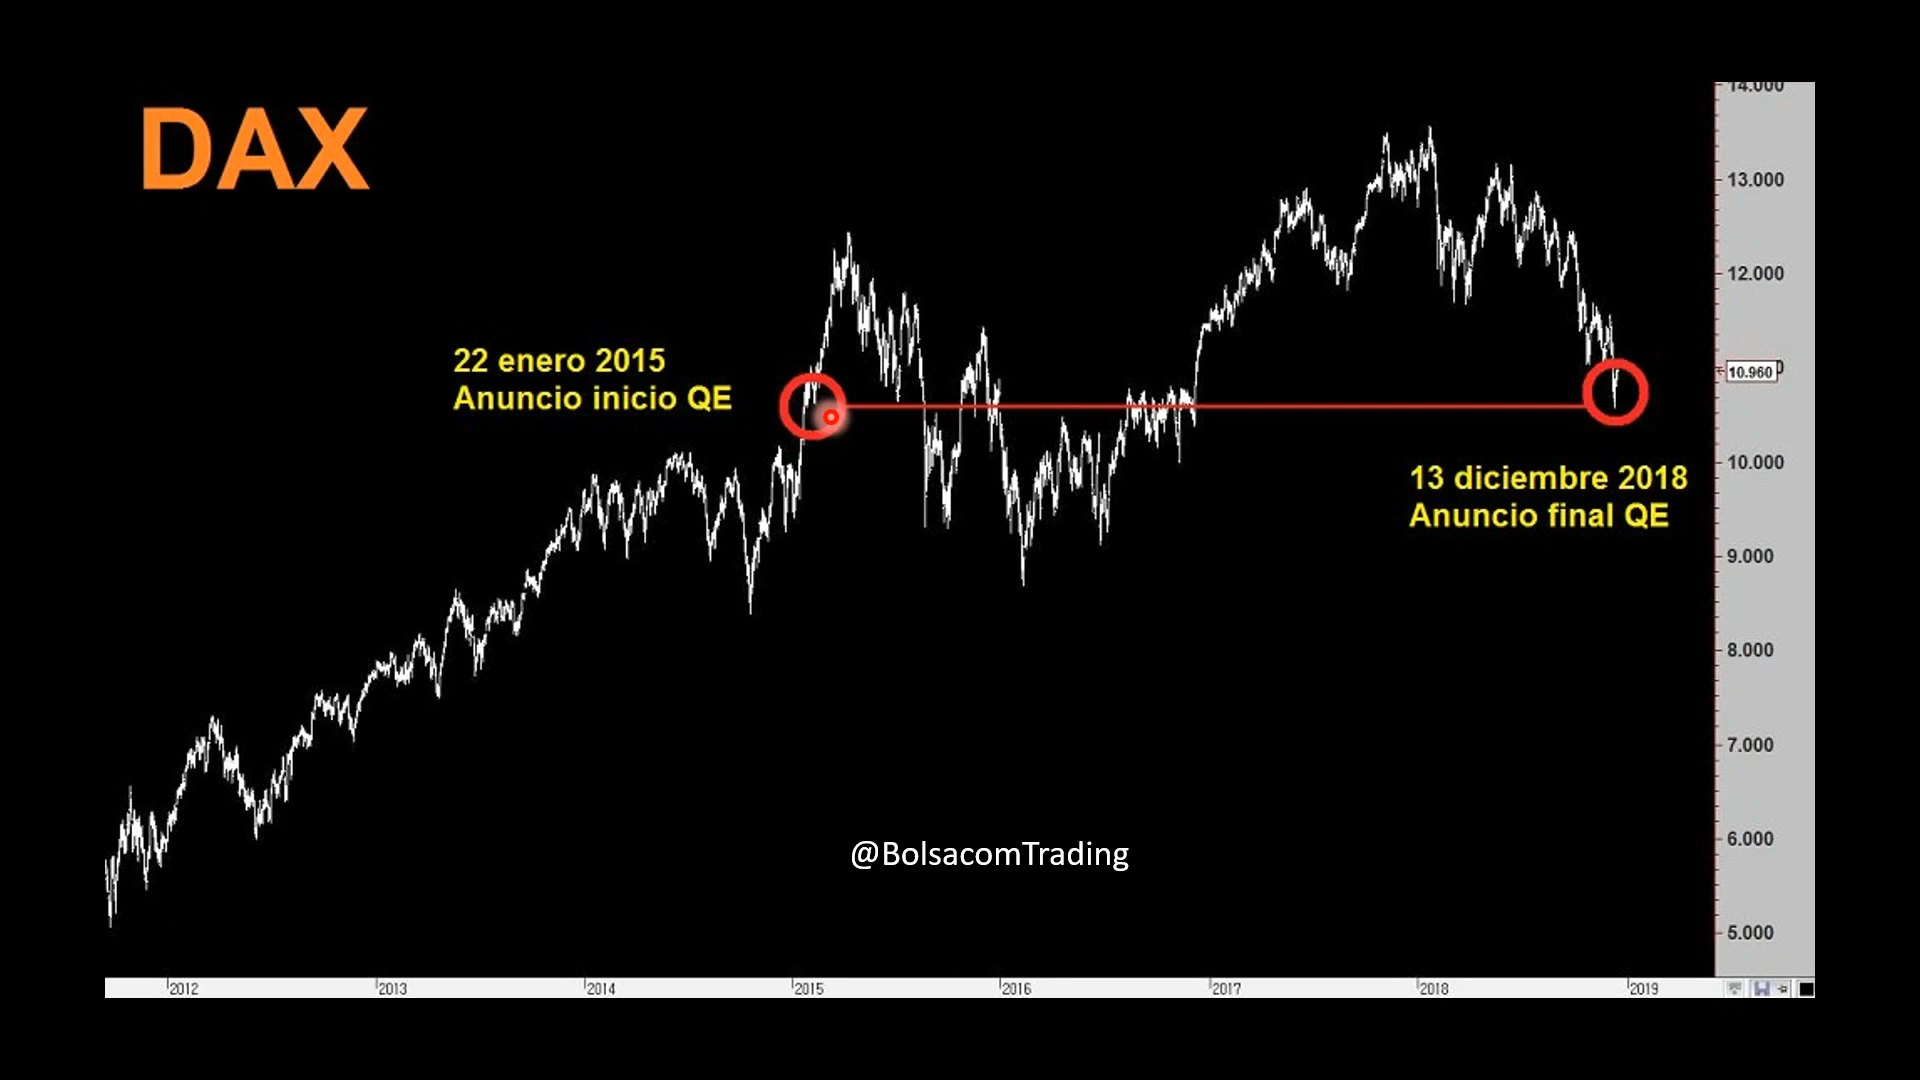 DAX
14.000
13.000
12.000
10.960
10.000
9.000
8.000
7.000
6.000
5.000
22 enero 2015
Anuncio inicio QE
13 diciembre 2018
Anuncio final QE
@BolsacomTrading
2012 2013 2014 2015 2016 2017 2018 2019